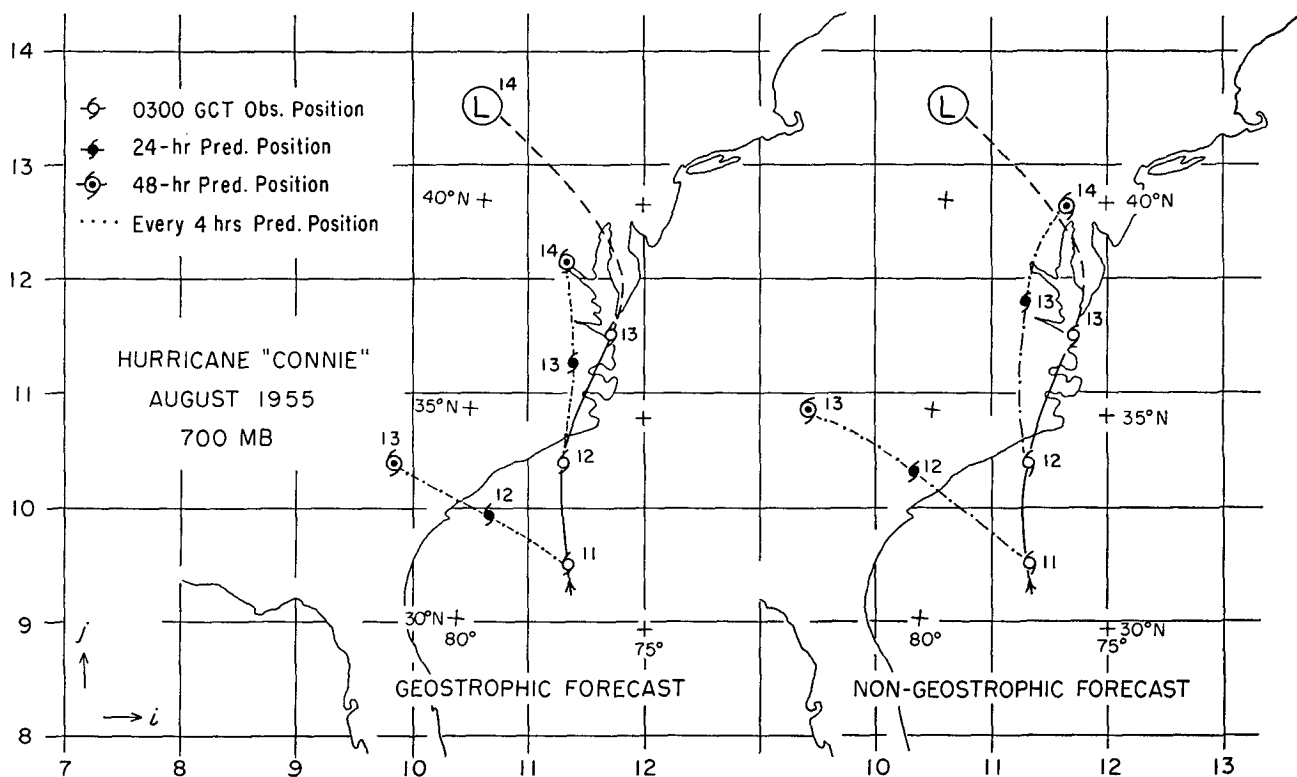 14
13
12
11
10
9
8
0300 GCT Obs. Position
24-hr Pred. Position
48-hr Pred. Position
Every 4 hrs Pred. Position
HURRICANE "CONNIE"
AUGUST 1955
700 MB
L
14
40°N
14
13
13
35°N
12
13
12
11
30°N
80°
75°
GEOSTROPHIC FORECAST
j
i
L
14
40°N
13
13
13
35°N
12
12
11
30°N
80°
75°
NON-GEOSTROPHIC FORECAST
7
8
9
10
11
12
10
11
12
13